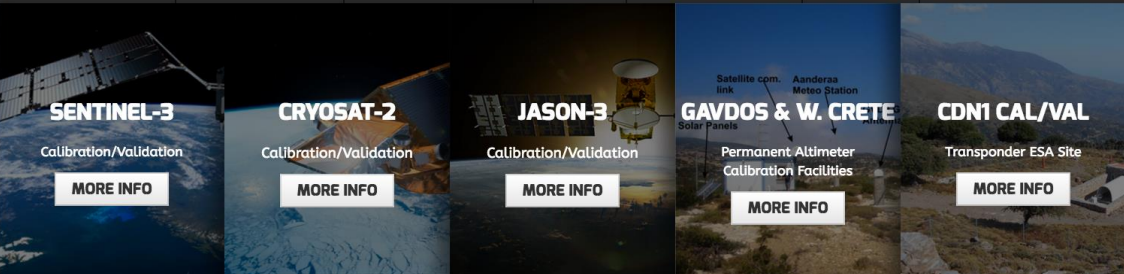 SENTINEL-3
Calibration/Validation
MORE INFO
CRYOSAT-2
Calibration/Validation
MORE INFO
JASON-3
Calibration/Validation
MORE INFO
Satellite com.
link
Aanderaa
Meteo Station
GAVDOS & W. CRETE
Solar Panels
Permanent Altimeter
Calibration Facilities
MORE INFO
CDN1 CAL/VAL
Transponder ESA Site
MORE INFO